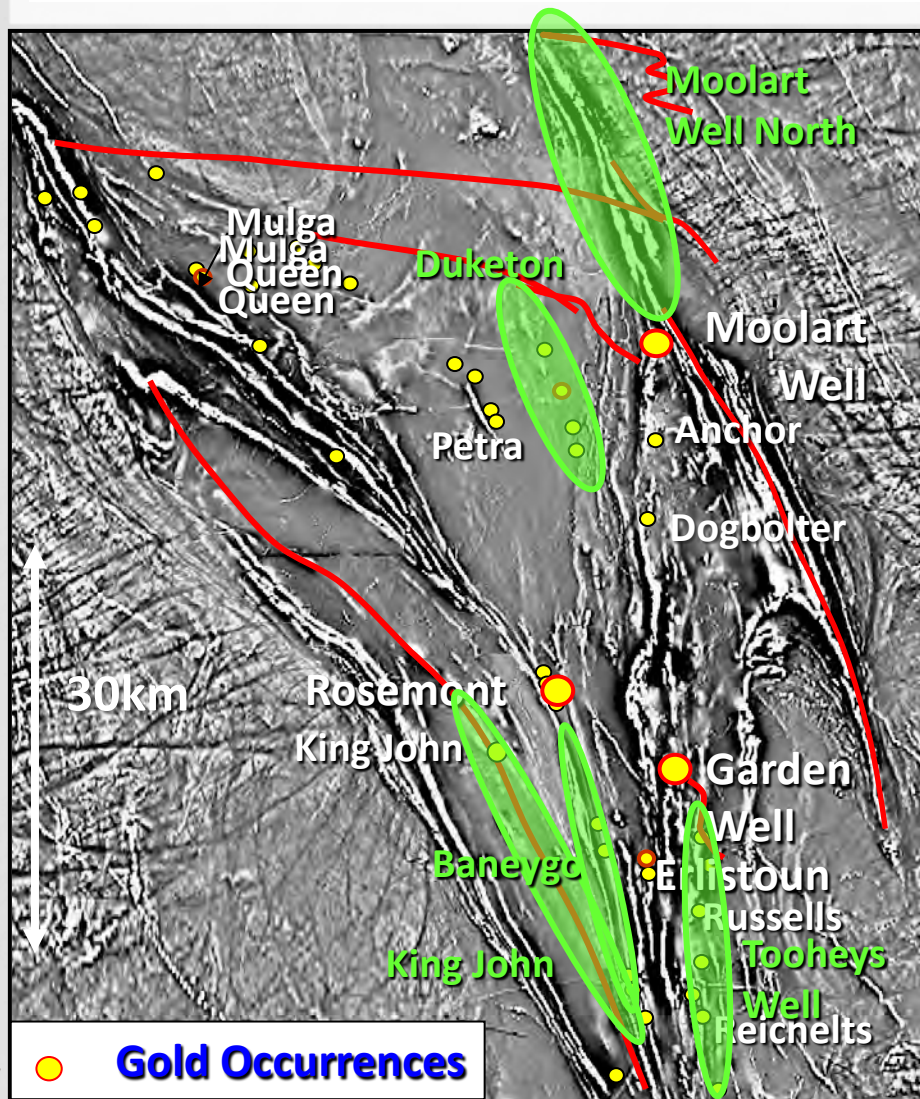 Moolart
Well North
Mulga
Mulga
Queen
Queen
Duketon
Moolart
Well
Petra
Anchor
Dogbolter
30km
Rosemont
King John
Garden
Well
Baneygo
Erlistoun
Russells
King John
Tooheys
Well
Reichelts
Gold Occurrences